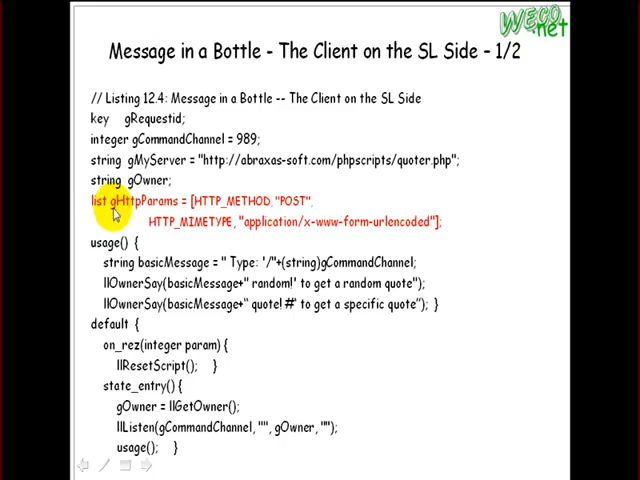 WECO
.net
Message in a Bottle - The Client on the SL Side - 1/2
// Listing 12.4: Message in a Bottle -- The Client on the SL Side
key gRequestid;
integer gCommandChannel = 989;
string gMyServer = "http://abraxas-soft.com/phpscripts/quoter.php";
string gOwner;
list gHttpParams = [HTTP_METHOD, "POST",
HTTP_MIMETYPE, "application/x-www-form-urlencoded"];
usage() {
string basicMessage = " Type: '/"+(string)gCommandChannel;
llOwnerSay(basicMessage+" random!' to get a random quote");
llOwnerSay(basicMessage+" quote! #' to get a specific quote"); }
default {
on_rez(integer param) {
llResetScript(); }
state_entry() {
gOwner = llGetOwner();
llListen(gCommandChannel, "", gOwner, "");
usage(); }